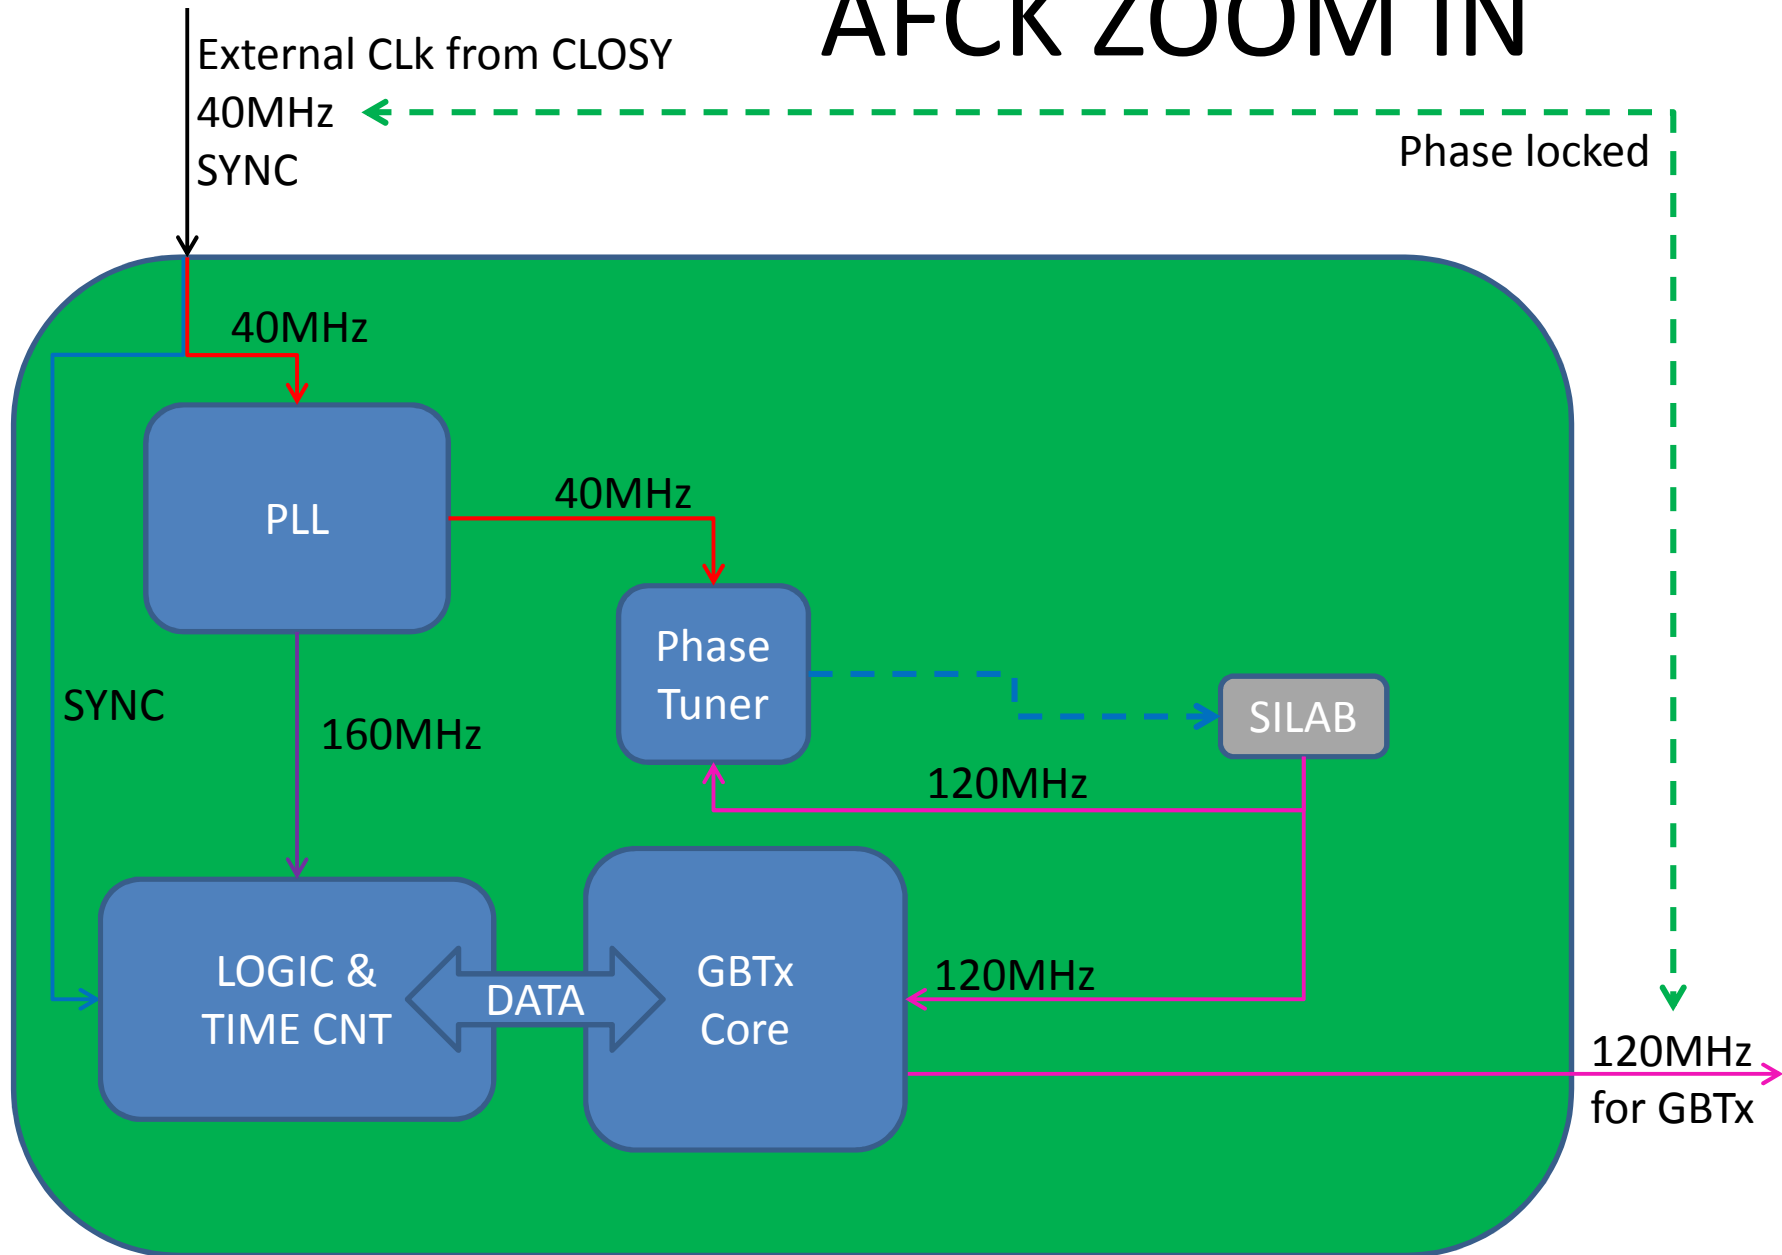 AFCK ZOOM IN
External CLk from CLOSY
40MHz
SYNC
Phase locked
40MHz
PLL
40MHz
Phase
Tuner
SYNC
160MHz
SILAB
120MHz
LOGIC &
TIME CNT
DATA
GBTx
Core
120MHz
120MHz
for GBTx